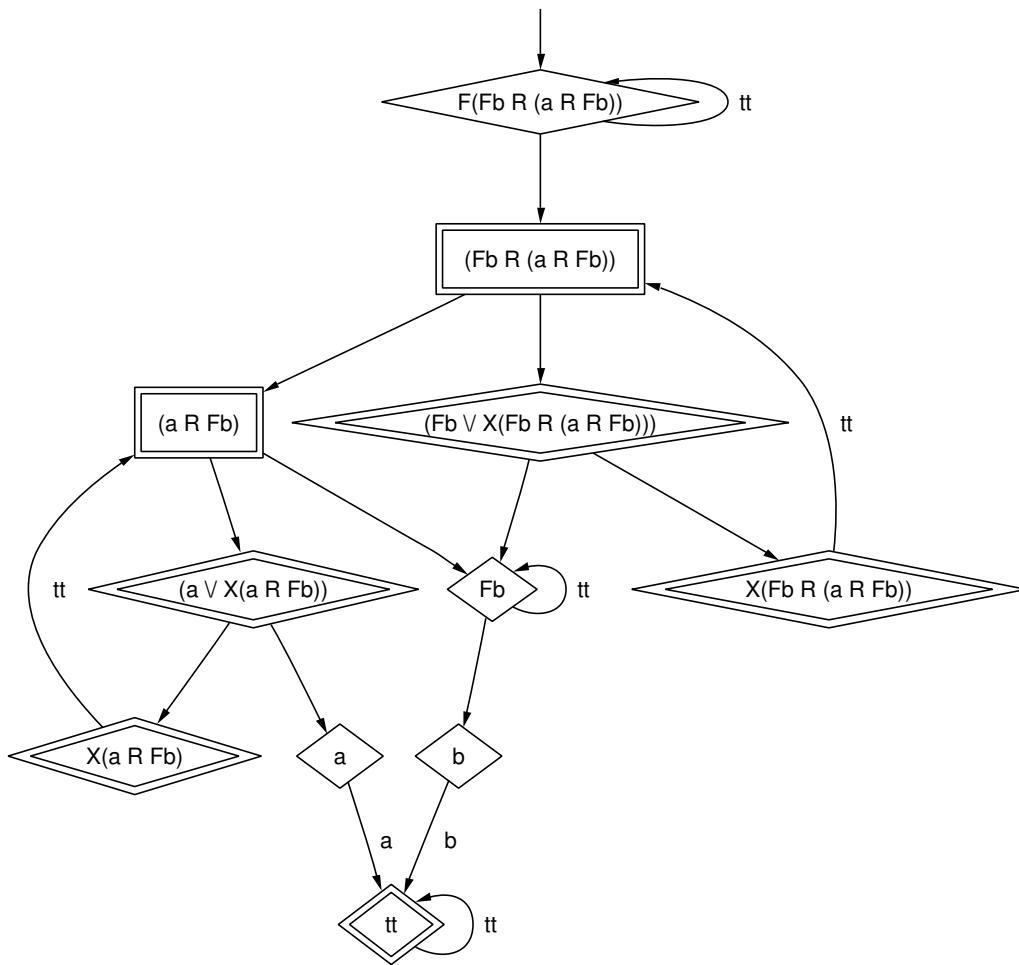 F(Fb R (a R Fb))
tt
(Fb R (a R Fb))
(a R Fb)
(Fb \/ X(Fb R (a R Fb)))
tt
tt
(a \/ X(a R Fb))
Fb
tt
X(Fb R (a R Fb))
X(a R Fb)
a
b
a
b
tt
tt